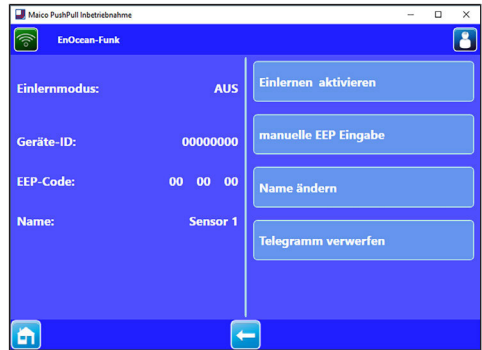 Maico PushPull Inbetriebnahme
EnOcean-Funk
Einlernmodus: AUS
Geräte-ID: 00000000
EEP-Code: 00 00 00
Name: Sensor 1
Einlernen aktivieren
manuelle EEP Eingabe
Name ändern
Telegramm verwerfen